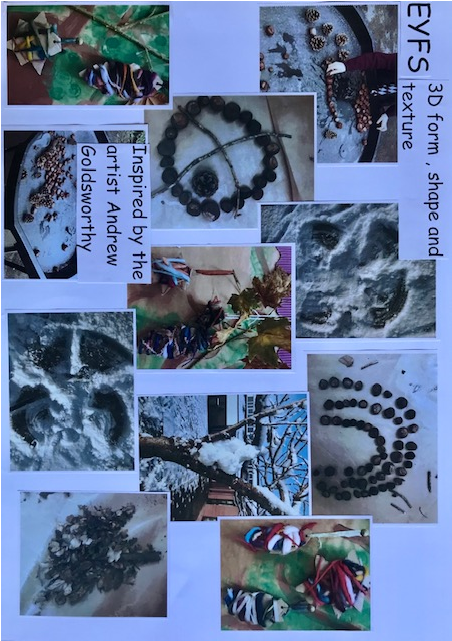 EYFS
3D form , shape and
texture
Inspired by the
artist Andrew
Goldsworthy